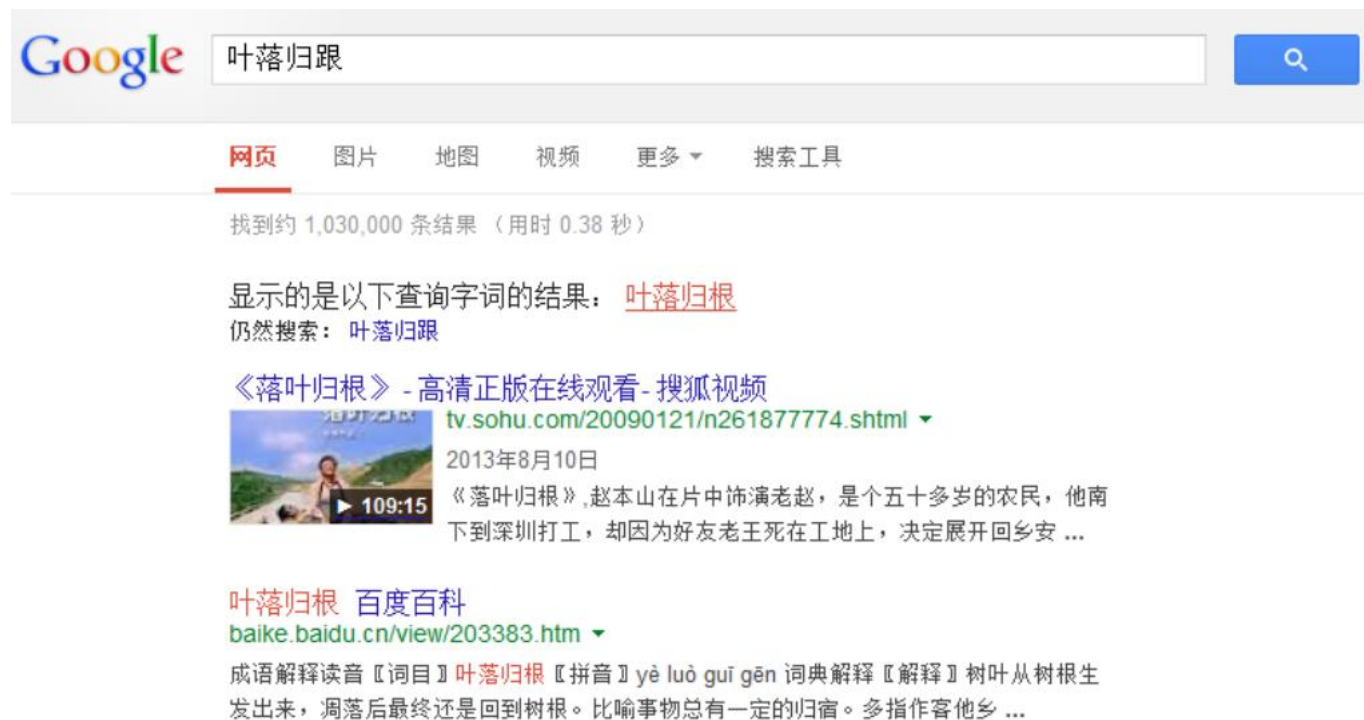 Google 叶落归跟
网页 图片 地图 视频 更多 搜索工具
找到约 1,030,000 条结果 （用时 0.38 秒）
显示的是以下查询字词的结果： 叶落归根
仍然搜索： 叶落归跟
《落叶归根》 - 高清正版在线观看- 搜狐视频
tv.sohu.com/20090121/n261877774.shtml
2013年8月10日
109:15
《落叶归根》,赵本山在片中饰演老赵，是个五十多岁的农民，他南
下到深圳打工，却因为好友老王死在工地上，决定展开回乡安 ...
叶落归根 百度百科
baike.baidu.cn/view/203383.htm
成语解释读音〖词目〗叶落归根〖拼音〗yè luò guī gēn 词典解释〖解释〗树叶从树根生
发出来，凋落后最终还是回到树根。比喻事物总有一定的归宿。多指作客他乡 ...